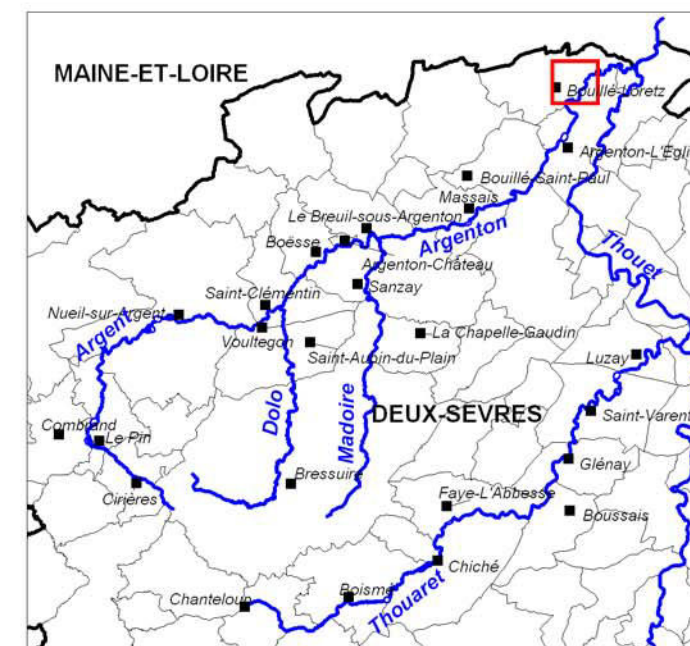 MAINE-ET-LOIRE
Bouillé-Loretz
Argenton-L'Egli
Bouillé-Saint-Paul
Massais
Le Breuil-sous-Argenton
Argenton
Boësse
Thouet
Argenton-Château
Sanzay
Saint-Clémentin
Nueil-sur-Argent
Argent
Voultegon
La Chapelle-Gaudin
Saint-Aubin-du-Plain
Luzay
Dolo
Madoire
DEUX-SEVRES
Saint-Varent
Combrand
Le Pin
Glénay
Bressuire
Cirières
Faye-L'Abbesse
Boussais
Chiché
Boismé
Chanteloup
Thouaret